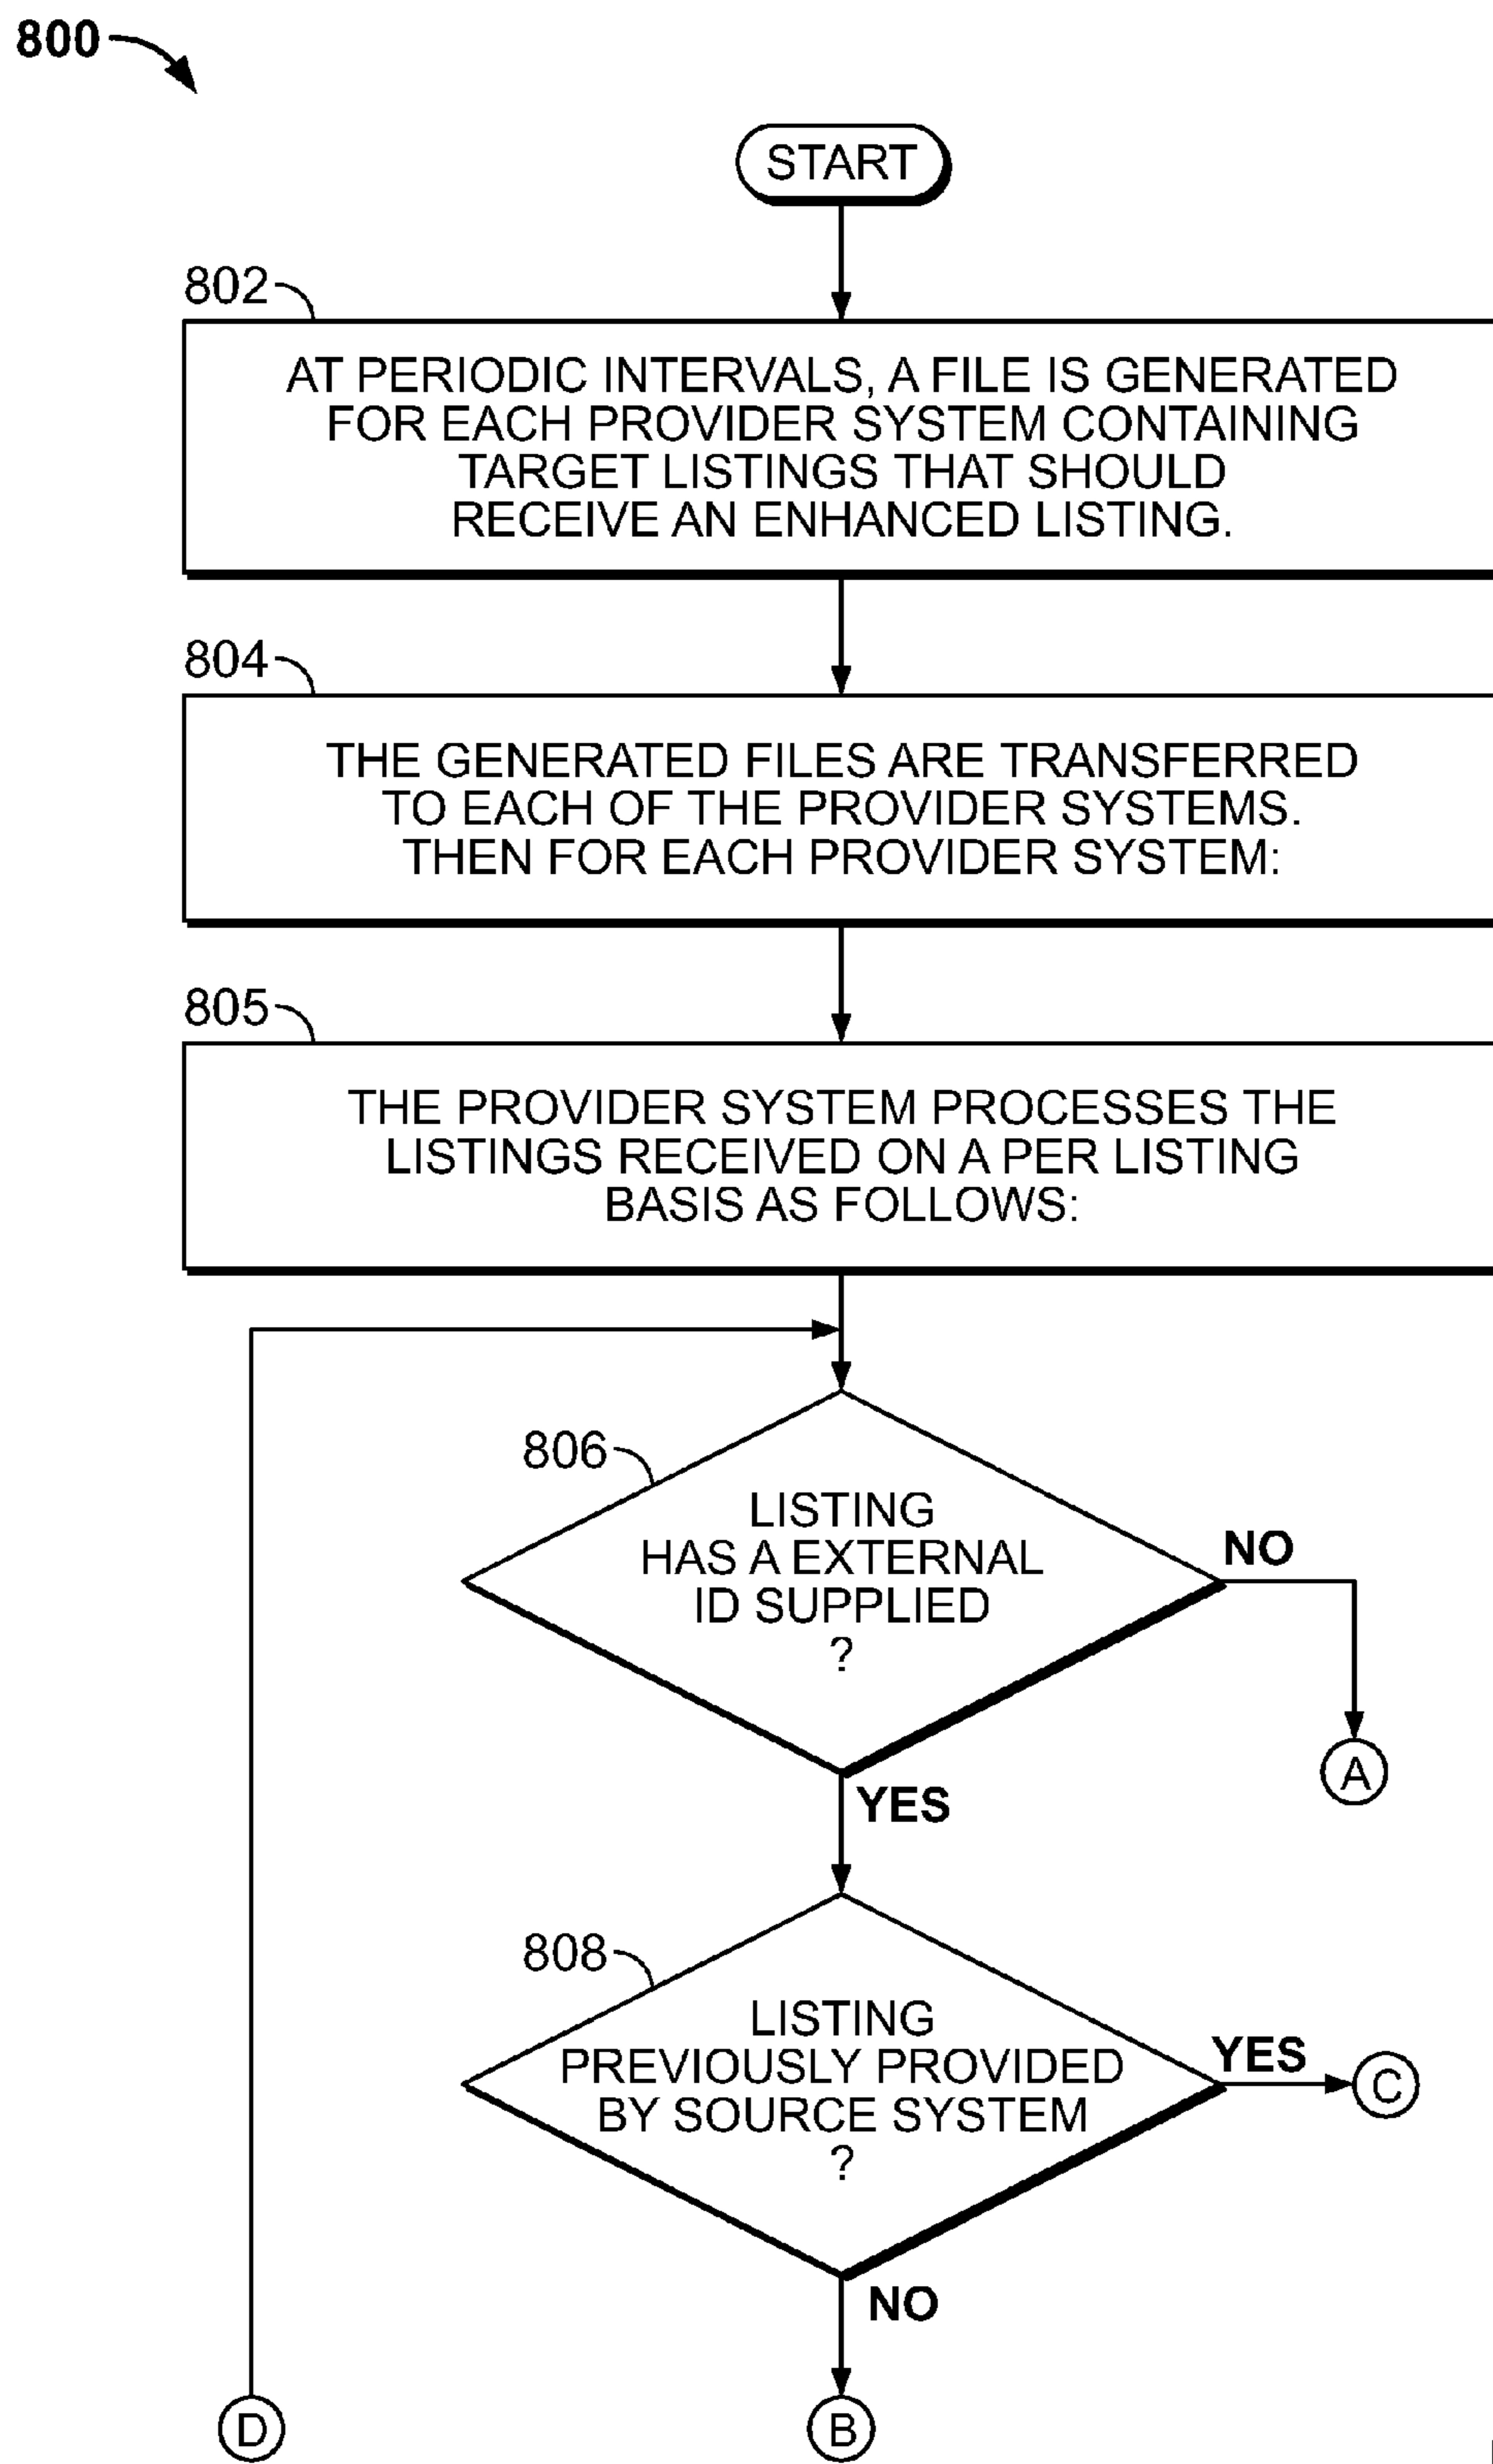 800
START
802
AT PERIODIC INTERVALS, A FILE IS GENERATED
FOR EACH PROVIDER SYSTEM CONTAINING
TARGET LISTINGS THAT SHOULD
RECEIVE AN ENHANCED LISTING.
804
THE GENERATED FILES ARE TRANSFERRED
TO EACH OF THE PROVIDER SYSTEMS.
THEN FOR EACH PROVIDER SYSTEM:
805
THE PROVIDER SYSTEM PROCESSES THE
LISTINGS RECEIVED ON A PER LISTING
BASIS AS FOLLOWS:
806
LISTING
HAS A EXTERNAL
ID SUPPLIED
?
NO
A
YES
808
LISTING
PREVIOUSLY PROVIDED
BY SOURCE SYSTEM
?
YES
C
NO
D
B